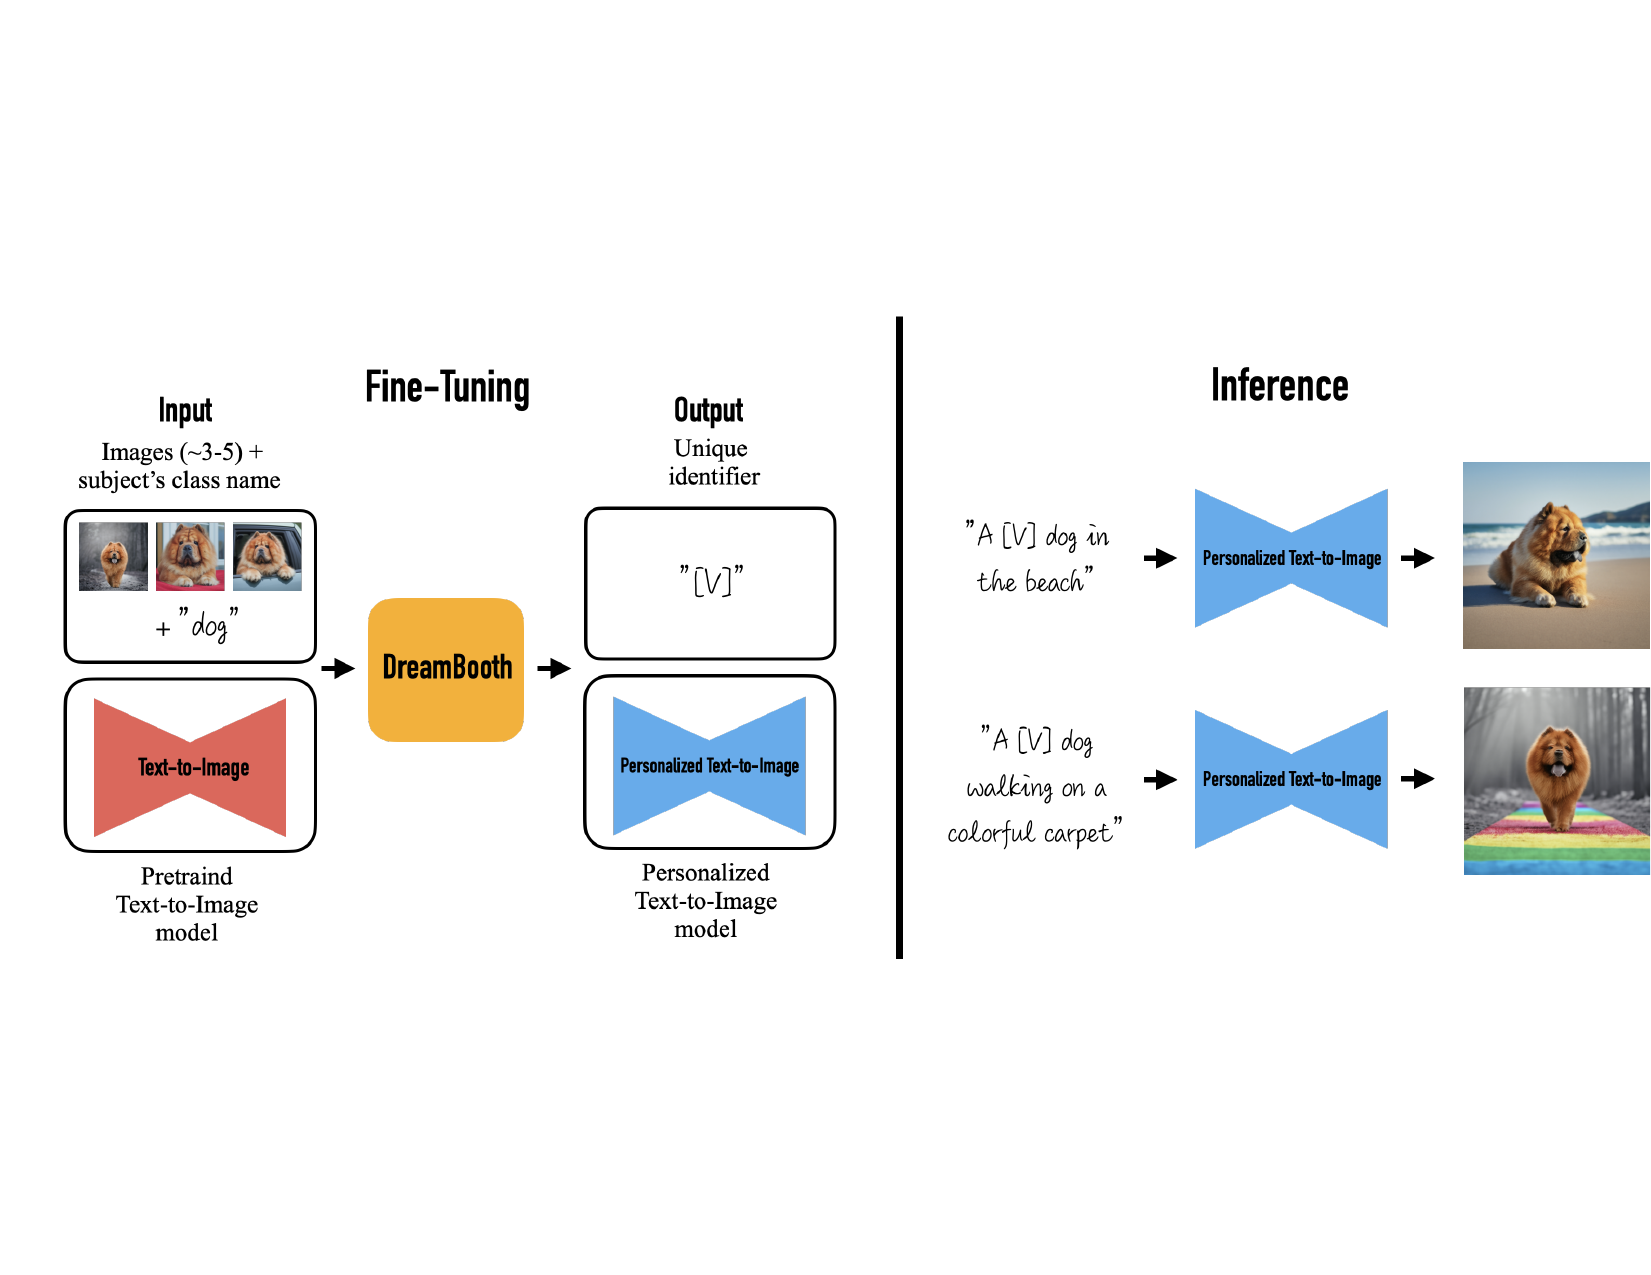 Fine-Tuning
Input
Images (~3-5) +
subject's class name
+ "dog"
Text-to-Image
Pretraind
Text-to-Image
model
DreamBooth
Output
Unique
identifier
"[V]"
Personalized Text-to-Image
Personalized
Text-to-Image
model
Inference
"A [V] dog in
the beach"
Personalized Text-to-Image
"A [V] dog
walking on a
colorful carpet"
Personalized Text-to-Image